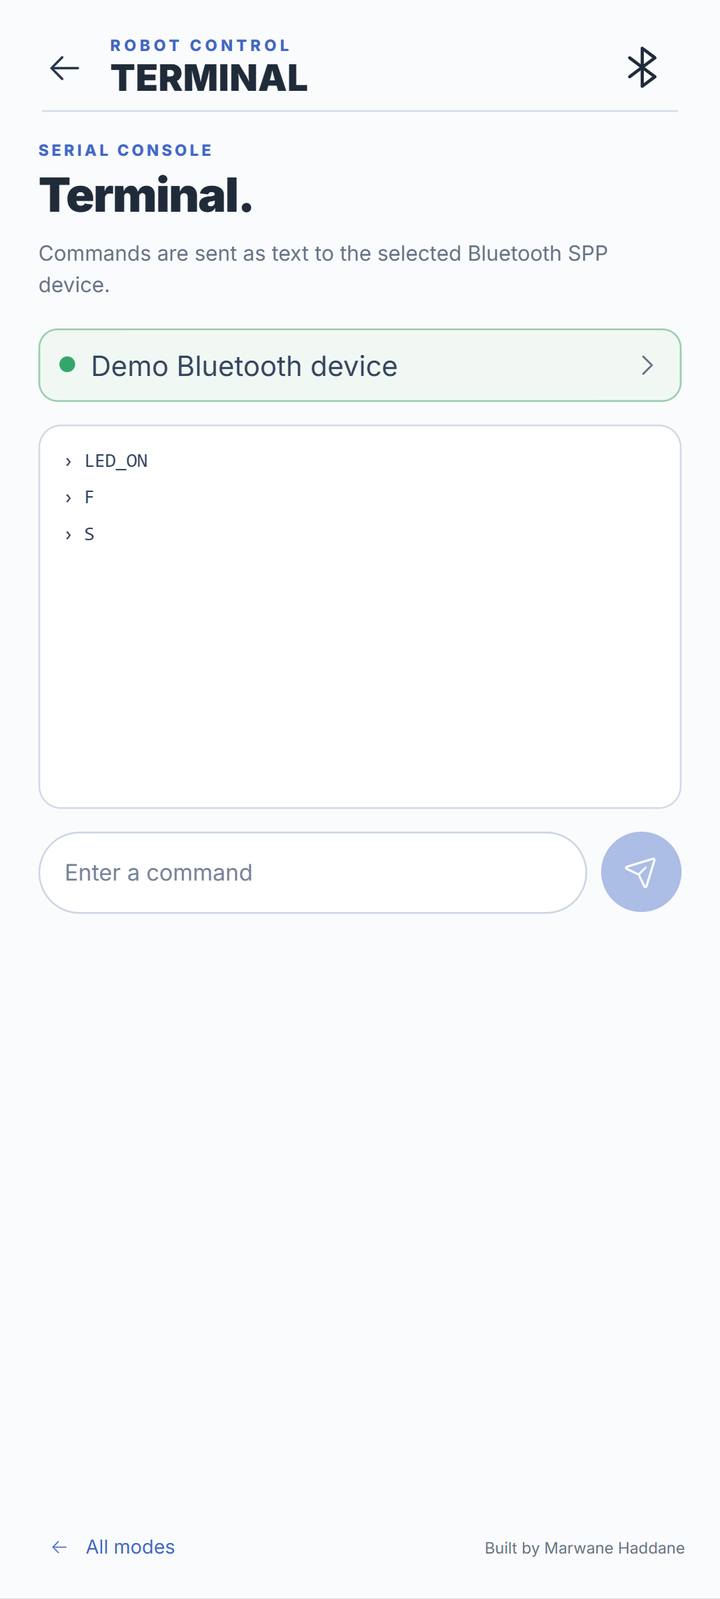 ROBOT CONTROL
TERMINAL
SERIAL CONSOLE
Terminal.
Commands are sent as text to the selected Bluetooth SPP
device.
Demo Bluetooth device
› LED_ON
› F
› S
Enter a command
All modes
Built by Marwane Haddane